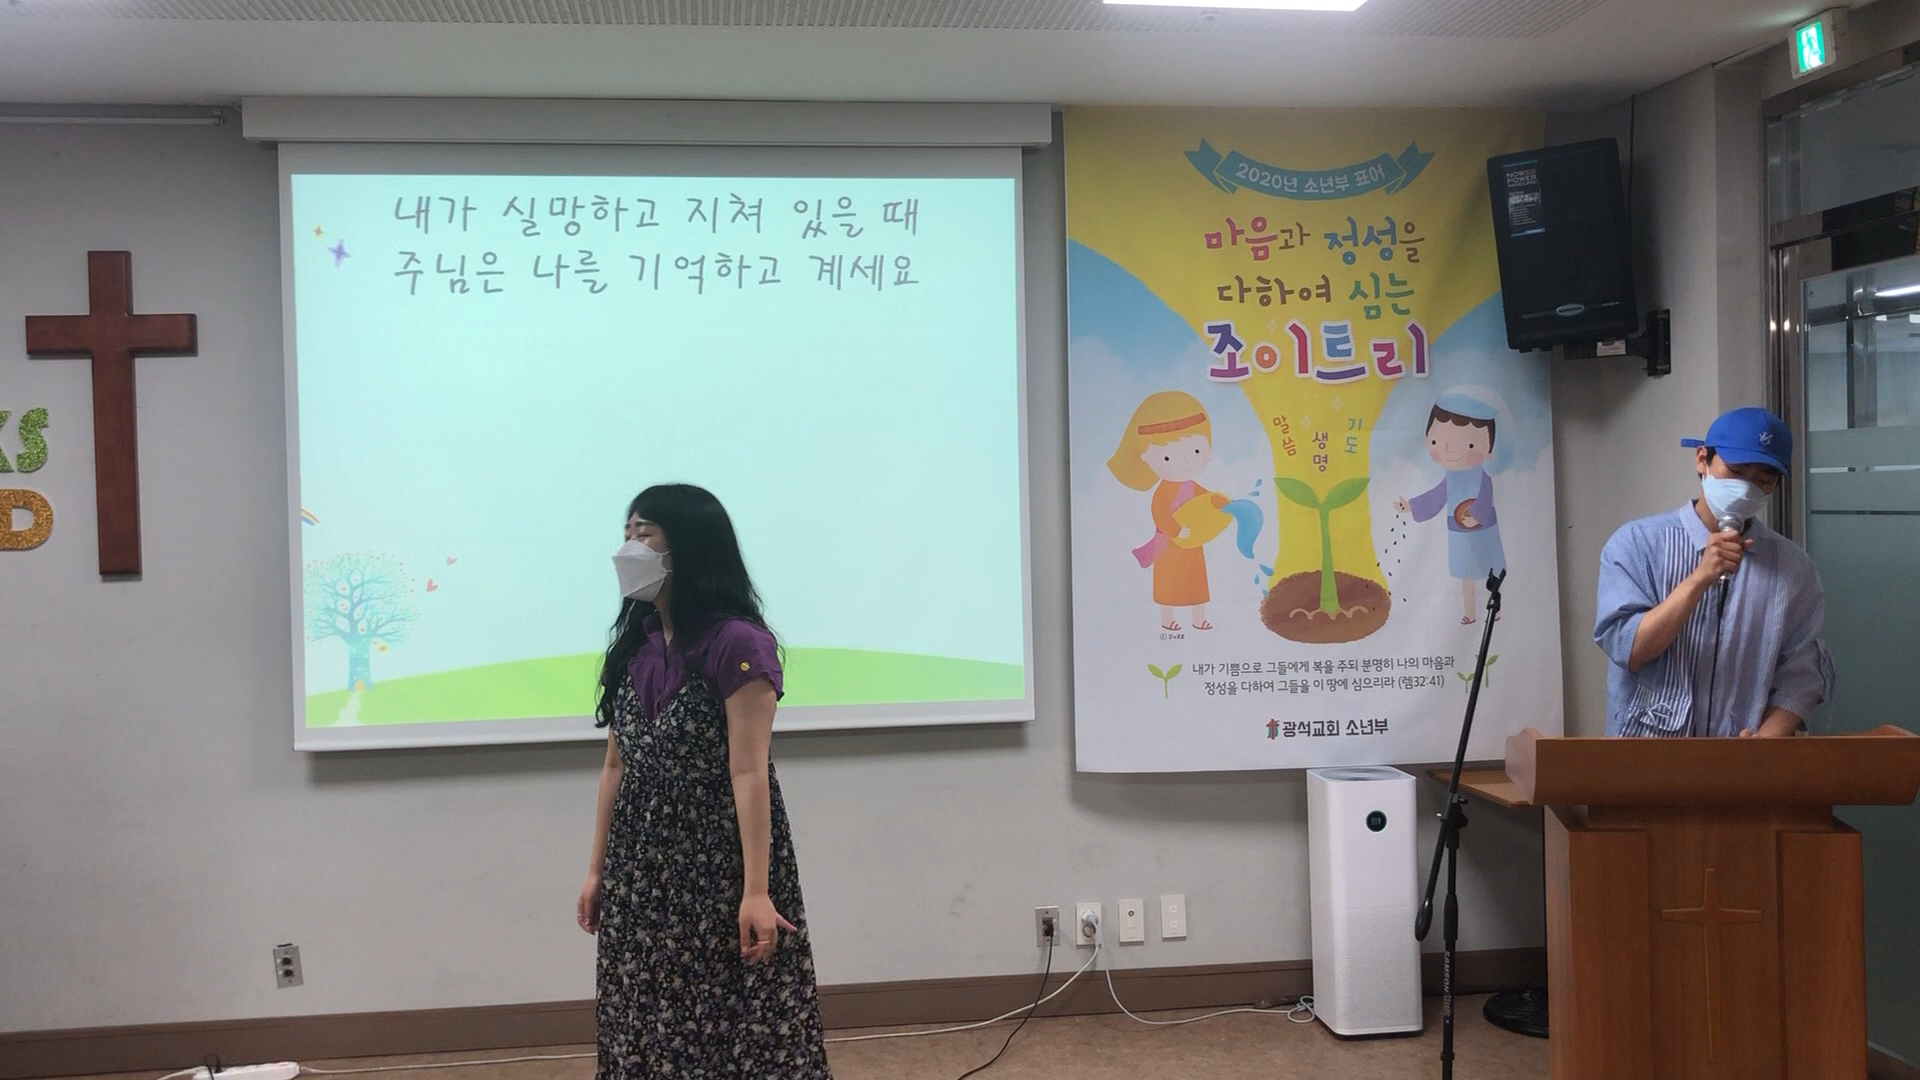 KS
D
내가 실망하고 지쳐 있을 때
주님은 나를 기억하고 계세요
2020년 소년부 표어
마음과 정성을
다하여 심는
조이트리
말씀
생명
기도
내가 기쁨으로 그들에게 복을 주되 분명히 나의 마음과
정성을 다하여 그들을 이 땅에 심으리라 (렘32:41)
광석교회 소년부
NOW
POWER
SAMSON